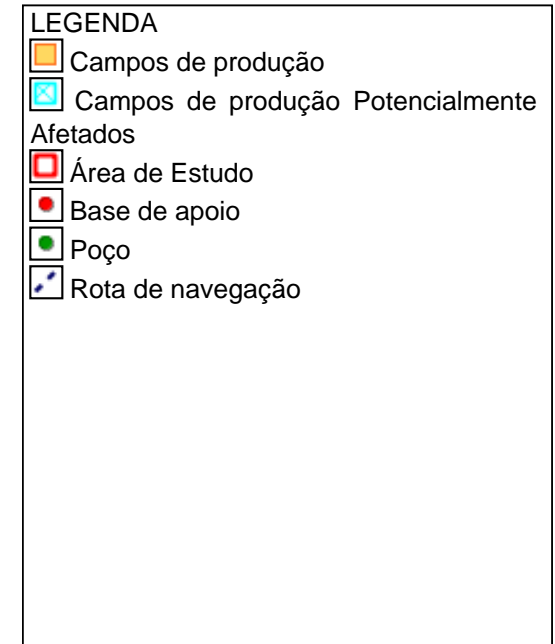 LEGENDA
Campos de produção
Campos de produção Potencialmente
Afetados
Área de Estudo
Base de apoio
Poço
Rota de navegação